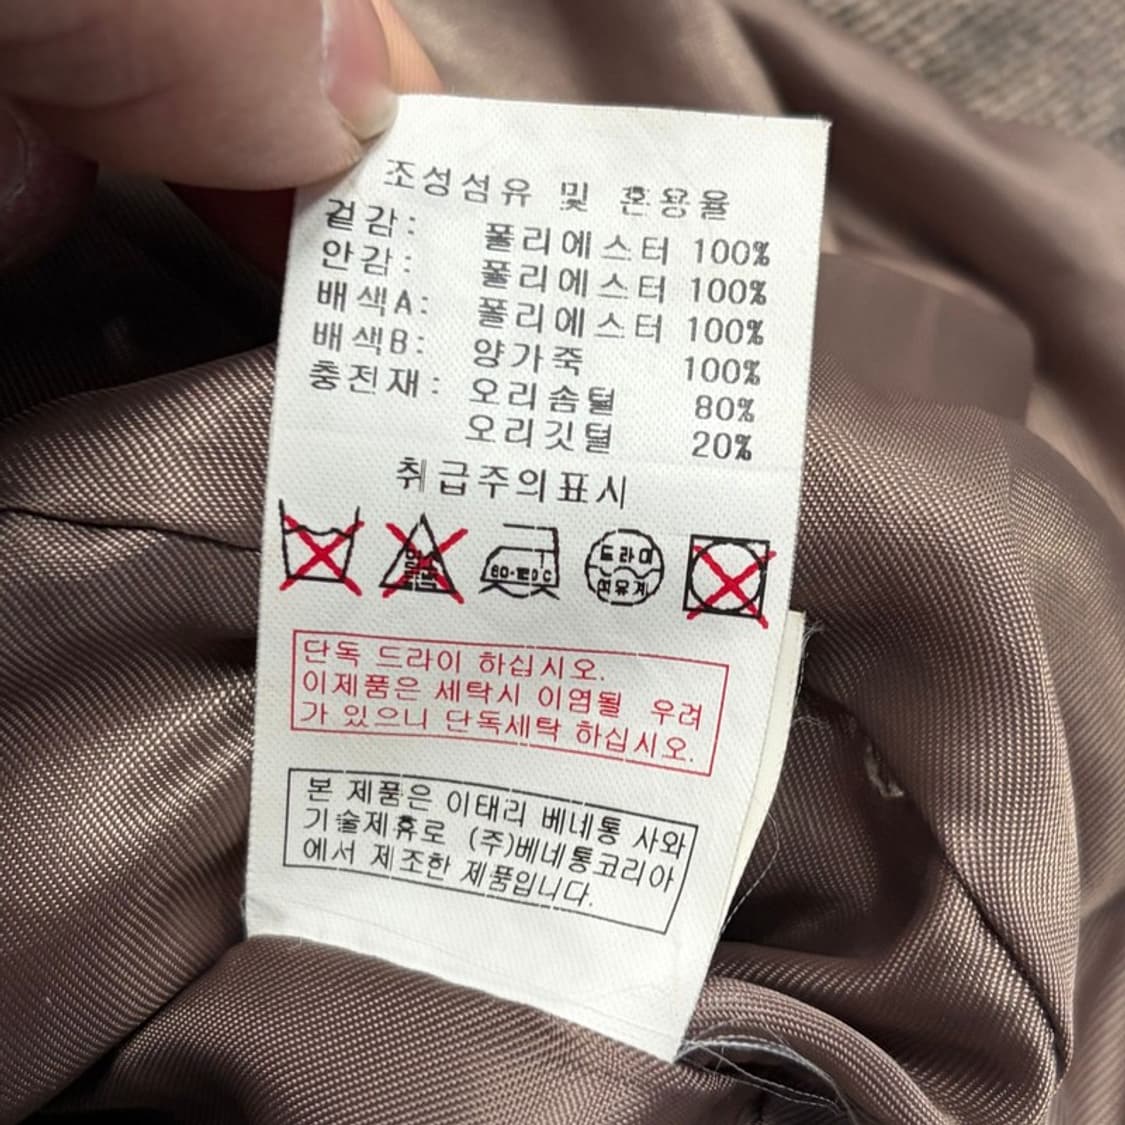 조성섬유 및 혼용율
겉감: 폴리에스터 100%
안감: 폴리에스터 100%
배색A: 폴리에스터 100%
배색B: 양가죽 100%
충전재: 오리솜털 80%
오리깃털 20%
취급주의표시
드라이
석유계
단독 드라이 하십시오.
이제품은 세탁시 이염될 우려
가 있으니 단독세탁 하십시오.
본 제품은 이태리 베네통 사와
기술제휴로 (주)베네통코리아
에서 제조한 제품입니다.